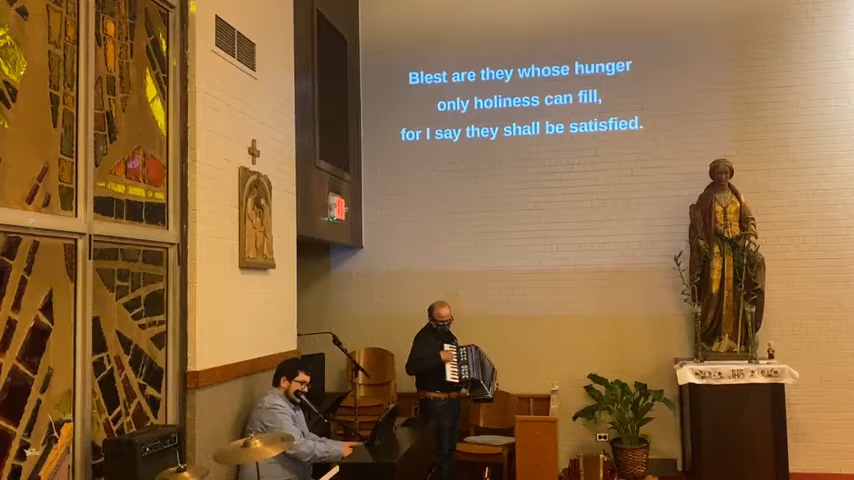 Blest are they whose hunger
only holiness can fill,
for I say they shall be satisfied.